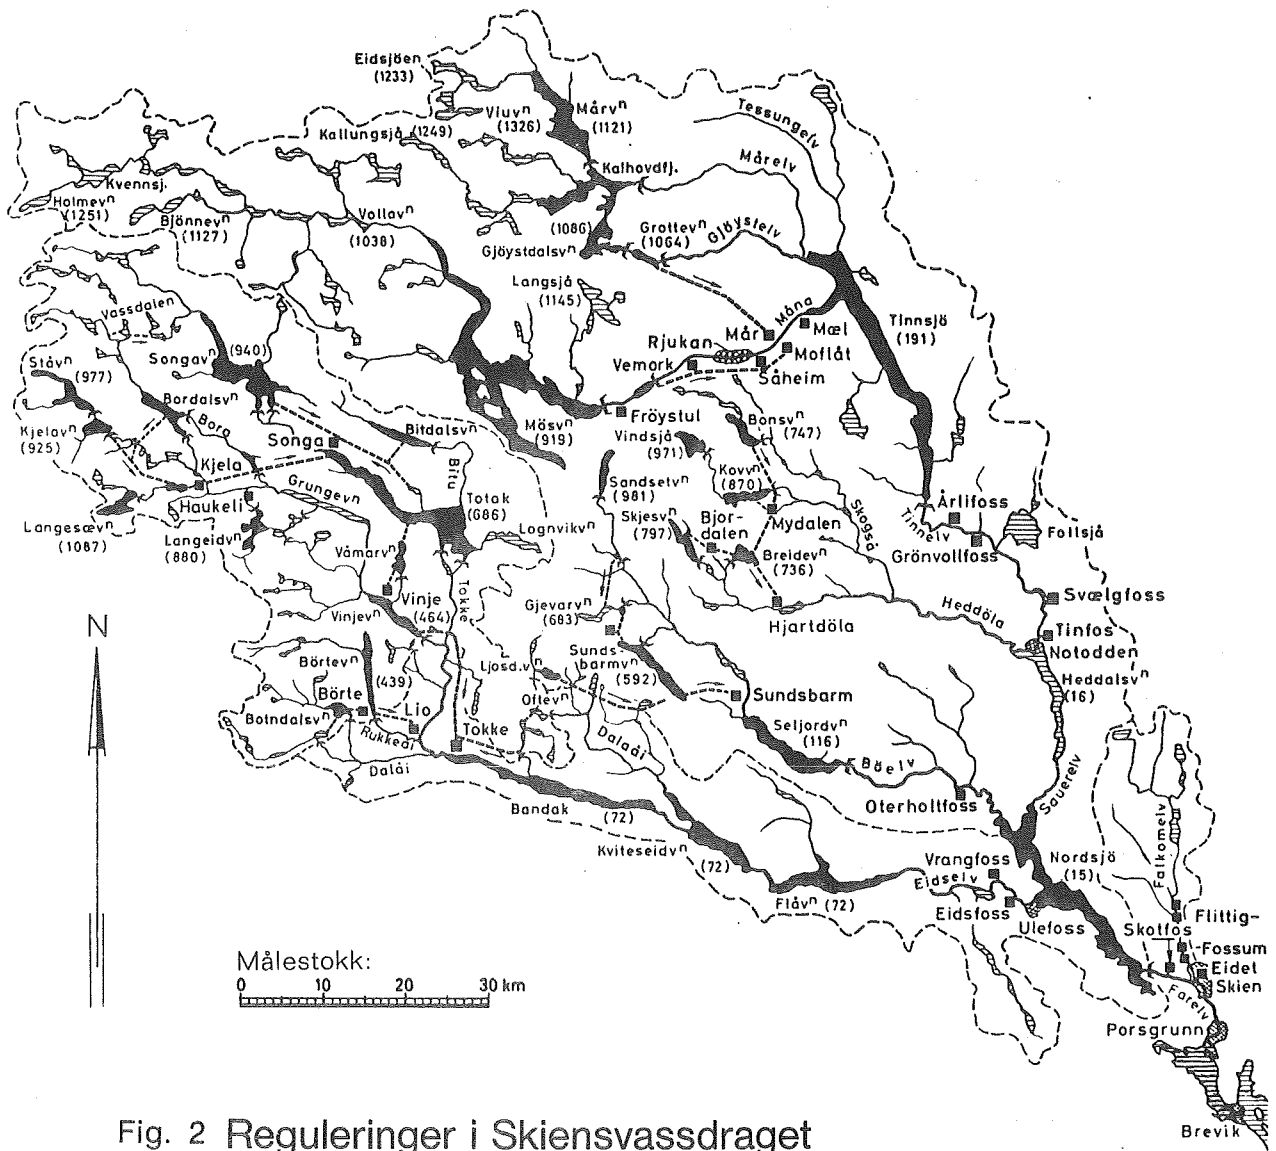 Eidsjöen
(1233)
Viuvⁿ
(1326)
Mårvⁿ
(1121)
Kallungsjå (1249)
Tessungelv
Mårelv
Kalhovdfj.
Kvennsj.
Holmevⁿ
(1251)
Björnevⁿ
(1127)
Vollavⁿ
(1038)
(1086)
Gjöystdalsvⁿ
Grottevⁿ
(1064)
Gjöystelv
Langsjå
(1145)
Vassdalen
Songavⁿ
(940)
Ståvⁿ
(977)
Bordalsvⁿ
Bora
Kjelavⁿ
(925)
Kjela
Songa
Bitdalsvⁿ
Bitu
Mösvⁿ
(919)
Rjukan
Vemork
Mår
Måna
Mæl
Moflåt
Såheim
Tinnsjö
(191)
Fröystul
Vindsjå
(971)
Bonsvⁿ
(747)
Kovvⁿ
(870)
Sandsetvⁿ
(981)
Skjesvⁿ
(797)
Bjor-
dalen
Mydalen
Breidevⁿ
(736)
Skogså
Årlifoss
Tinnelv
Grönvollfoss
Follsjå
Grungevⁿ
Haukeli
Langesævⁿ
(1087)
Langeidvⁿ
(880)
Totak
(686)
Lognvikvⁿ
Våmarvⁿ
Vinje
(464)
Vinjevⁿ
Tokke
Gjevarvⁿ
(683)
Hjartdöla
Heddöla
Svælgfoss
Tinfos
Notodden
Heddalsvⁿ
(16)
N
Börtevⁿ
(439)
Börte
Botndalsvⁿ
Lio
Rukkeåi
Dalåi
Tokke
Ljosd.vⁿ
Sunds-
barmvⁿ
(592)
Oftevⁿ
Dalaåi
Sundsbarm
Seljordvⁿ
(116)
Böelv
Oterholtfoss
Sauerelv
Bandak
(72)
Kviteseidvⁿ
(72)
Flåvⁿ (72)
Vrangfoss
Eidselv
Eidsfoss
Ulefoss
Nordsjö
(15)
Falkomelv
Flittig-
Skotfos
-Fossum
Eidet
Skien
Farelv
Porsgrunn
Brevik
Målestokk:
0 10 20 30 km
Fig. 2 Reguleringer i Skiensvassdraget